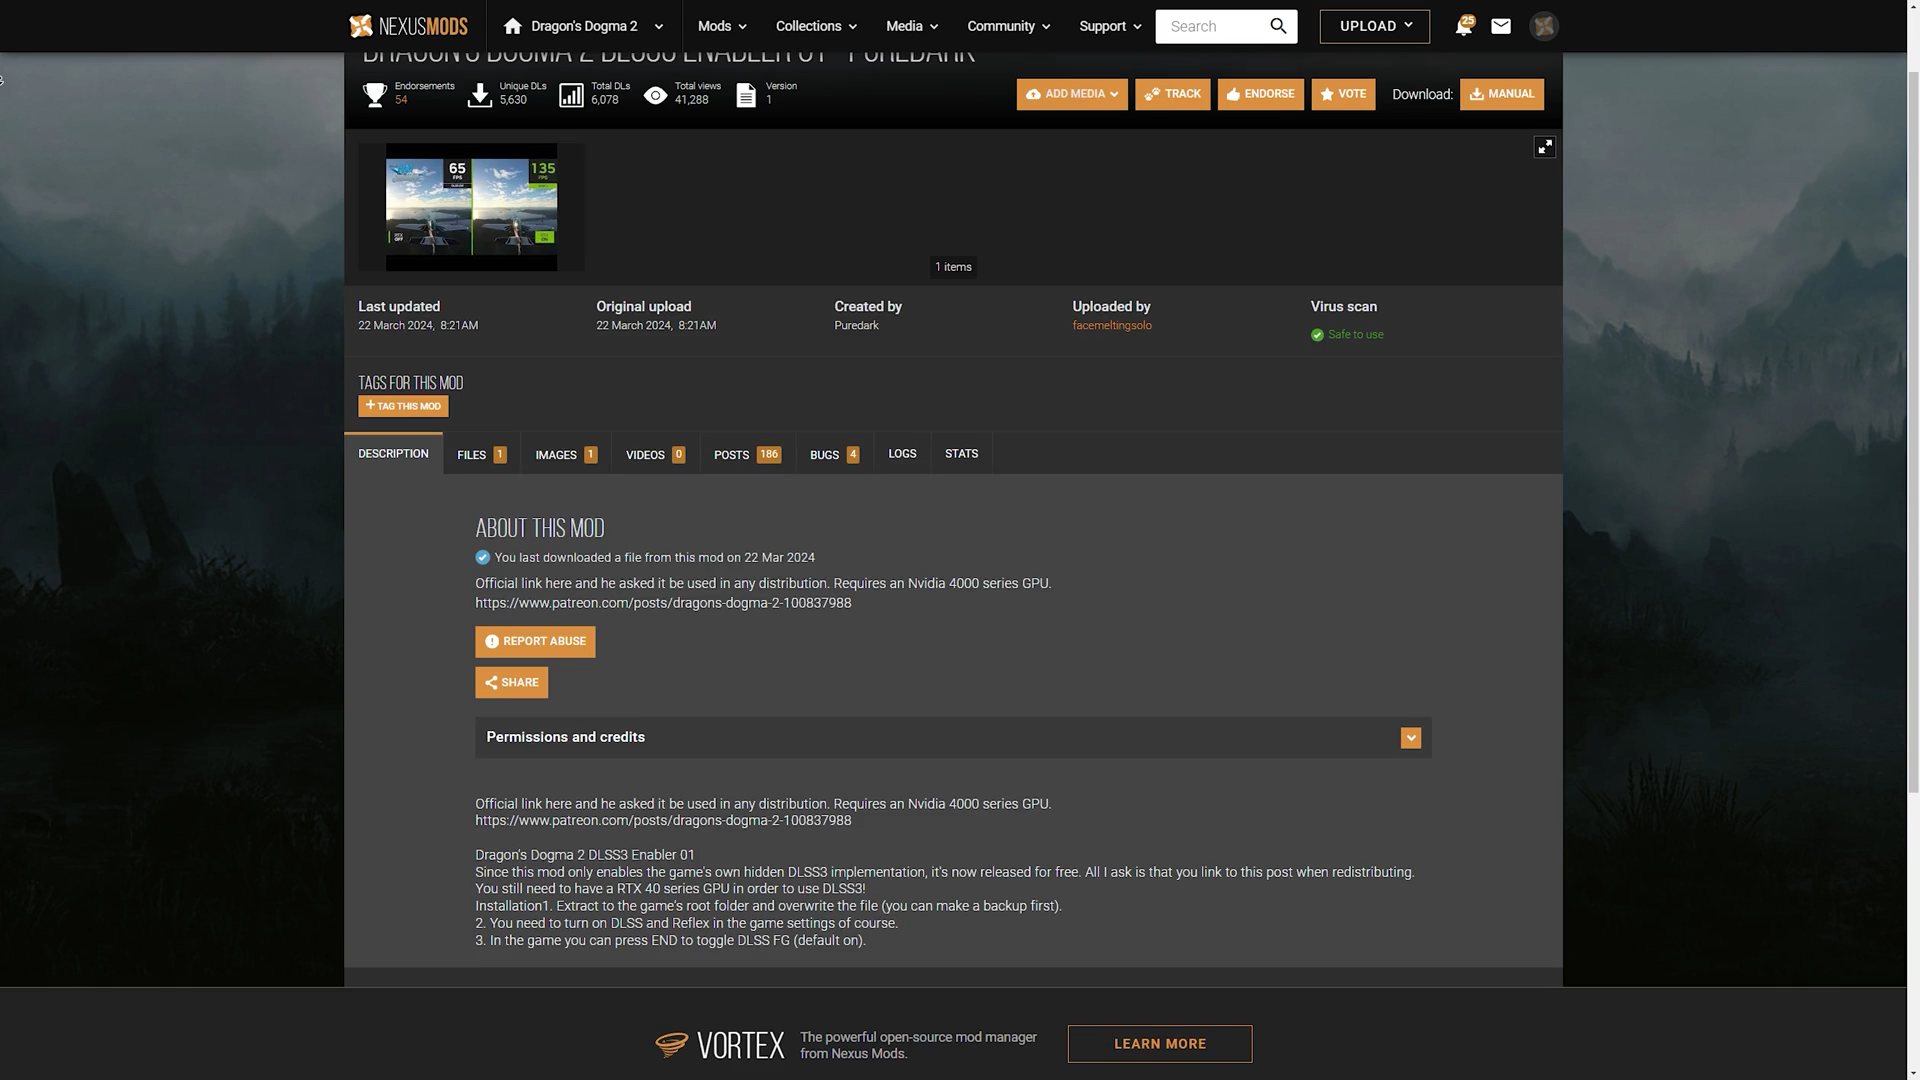 NEXUSMODS
Dragon's Dogma 2
Mods
Collections
Media
Community
Support
Search
UPLOAD
25
DRAGON'S DOGMA 2 DLSS3 ENABLER 01 - PUREDARK
Endorsements
54
Unique DLs
5,630
Total DLs
6,078
Total views
41,288
Version
1
ADD MEDIA
TRACK
ENDORSE
VOTE
Download:
MANUAL
65
FPS
135
FPS
1 items
Last updated
22 March 2024, 8:21AM
Original upload
22 March 2024, 8:21AM
Created by
Puredark
Uploaded by
facemeltingsolo
Virus scan
Safe to use
TAGS FOR THIS MOD
+ TAG THIS MOD
DESCRIPTION
FILES 1
IMAGES 1
VIDEOS 0
POSTS 186
BUGS 4
LOGS
STATS
ABOUT THIS MOD
You last downloaded a file from this mod on 22 Mar 2024
Official link here and he asked it be used in any distribution. Requires an Nvidia 4000 series GPU.
https://www.patreon.com/posts/dragons-dogma-2-100837988
REPORT ABUSE
SHARE
Permissions and credits
Official link here and he asked it be used in any distribution. Requires an Nvidia 4000 series GPU.
https://www.patreon.com/posts/dragons-dogma-2-100837988
Dragon's Dogma 2 DLSS3 Enabler 01
Since this mod only enables the game's own hidden DLSS3 implementation, it's now released for free. All I ask is that you link to this post when redistributing.
You still need to have a RTX 40 series GPU in order to use DLSS3!
Installation1. Extract to the game's root folder and overwrite the file (you can make a backup first).
2. You need to turn on DLSS and Reflex in the game settings of course.
3. In the game you can press END to toggle DLSS FG (default on).
VORTEX
The powerful open-source mod manager
from Nexus Mods.
LEARN MORE